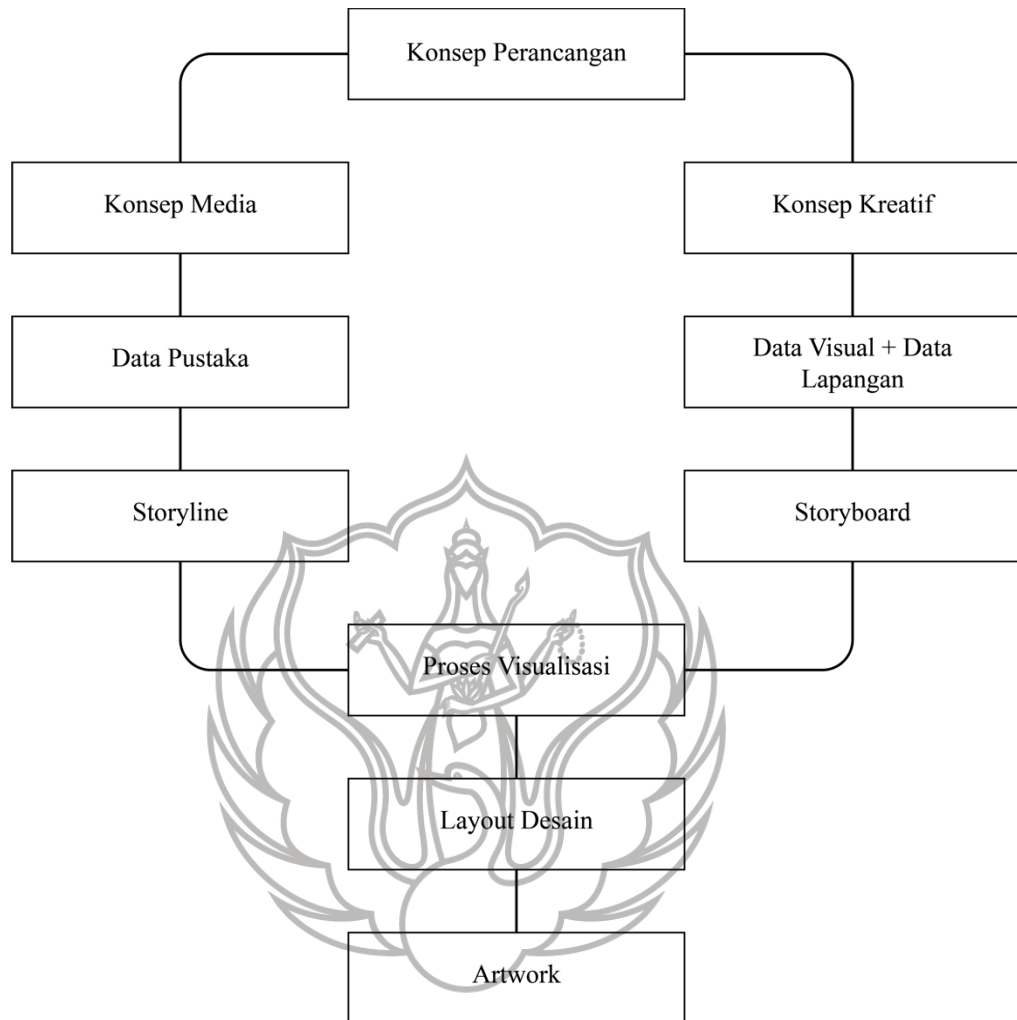 Konsep Perancangan
Konsep Media
Konsep Kreatif
Data Pustaka
Data Visual + Data
Lapangan
Storyline
Storyboard
Proses Visualisasi
Layout Desain
Artwork